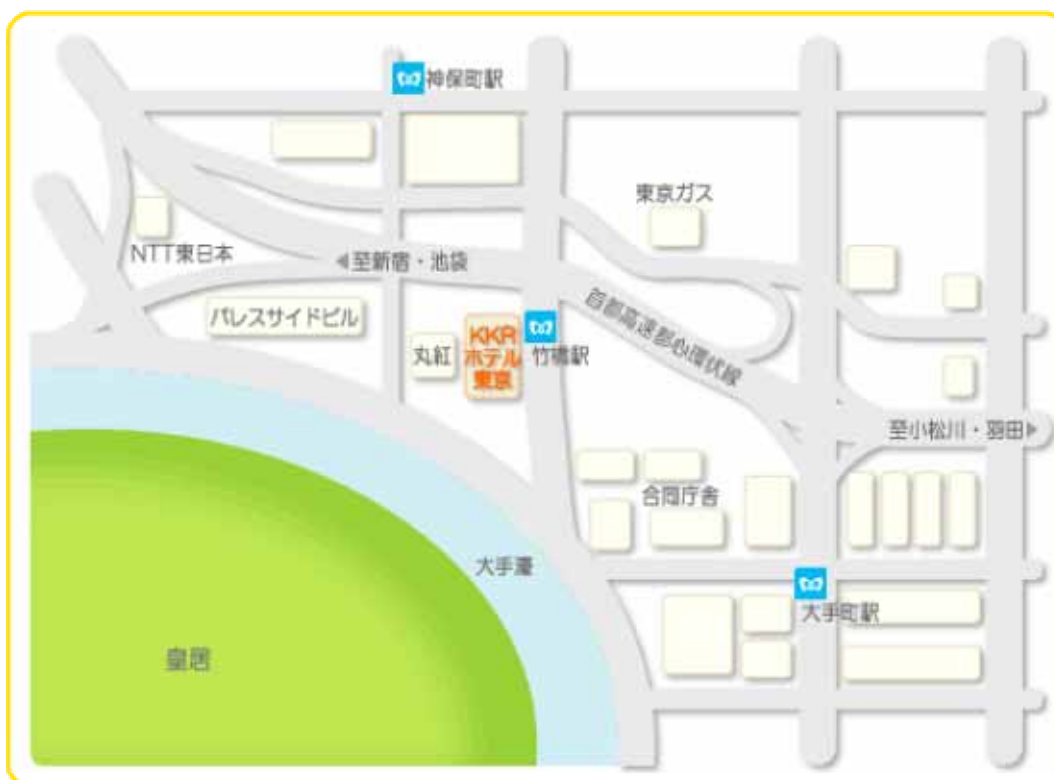 神保町駅
東京ガス
NTT東日本
◀至新宿・池袋
首都高速都心環状線
パレスサイドビル
丸紅
KKR
ホテル
東京
竹橋駅
至小松川・羽田▶
合同庁舎
大手濠
大手町駅
皇居